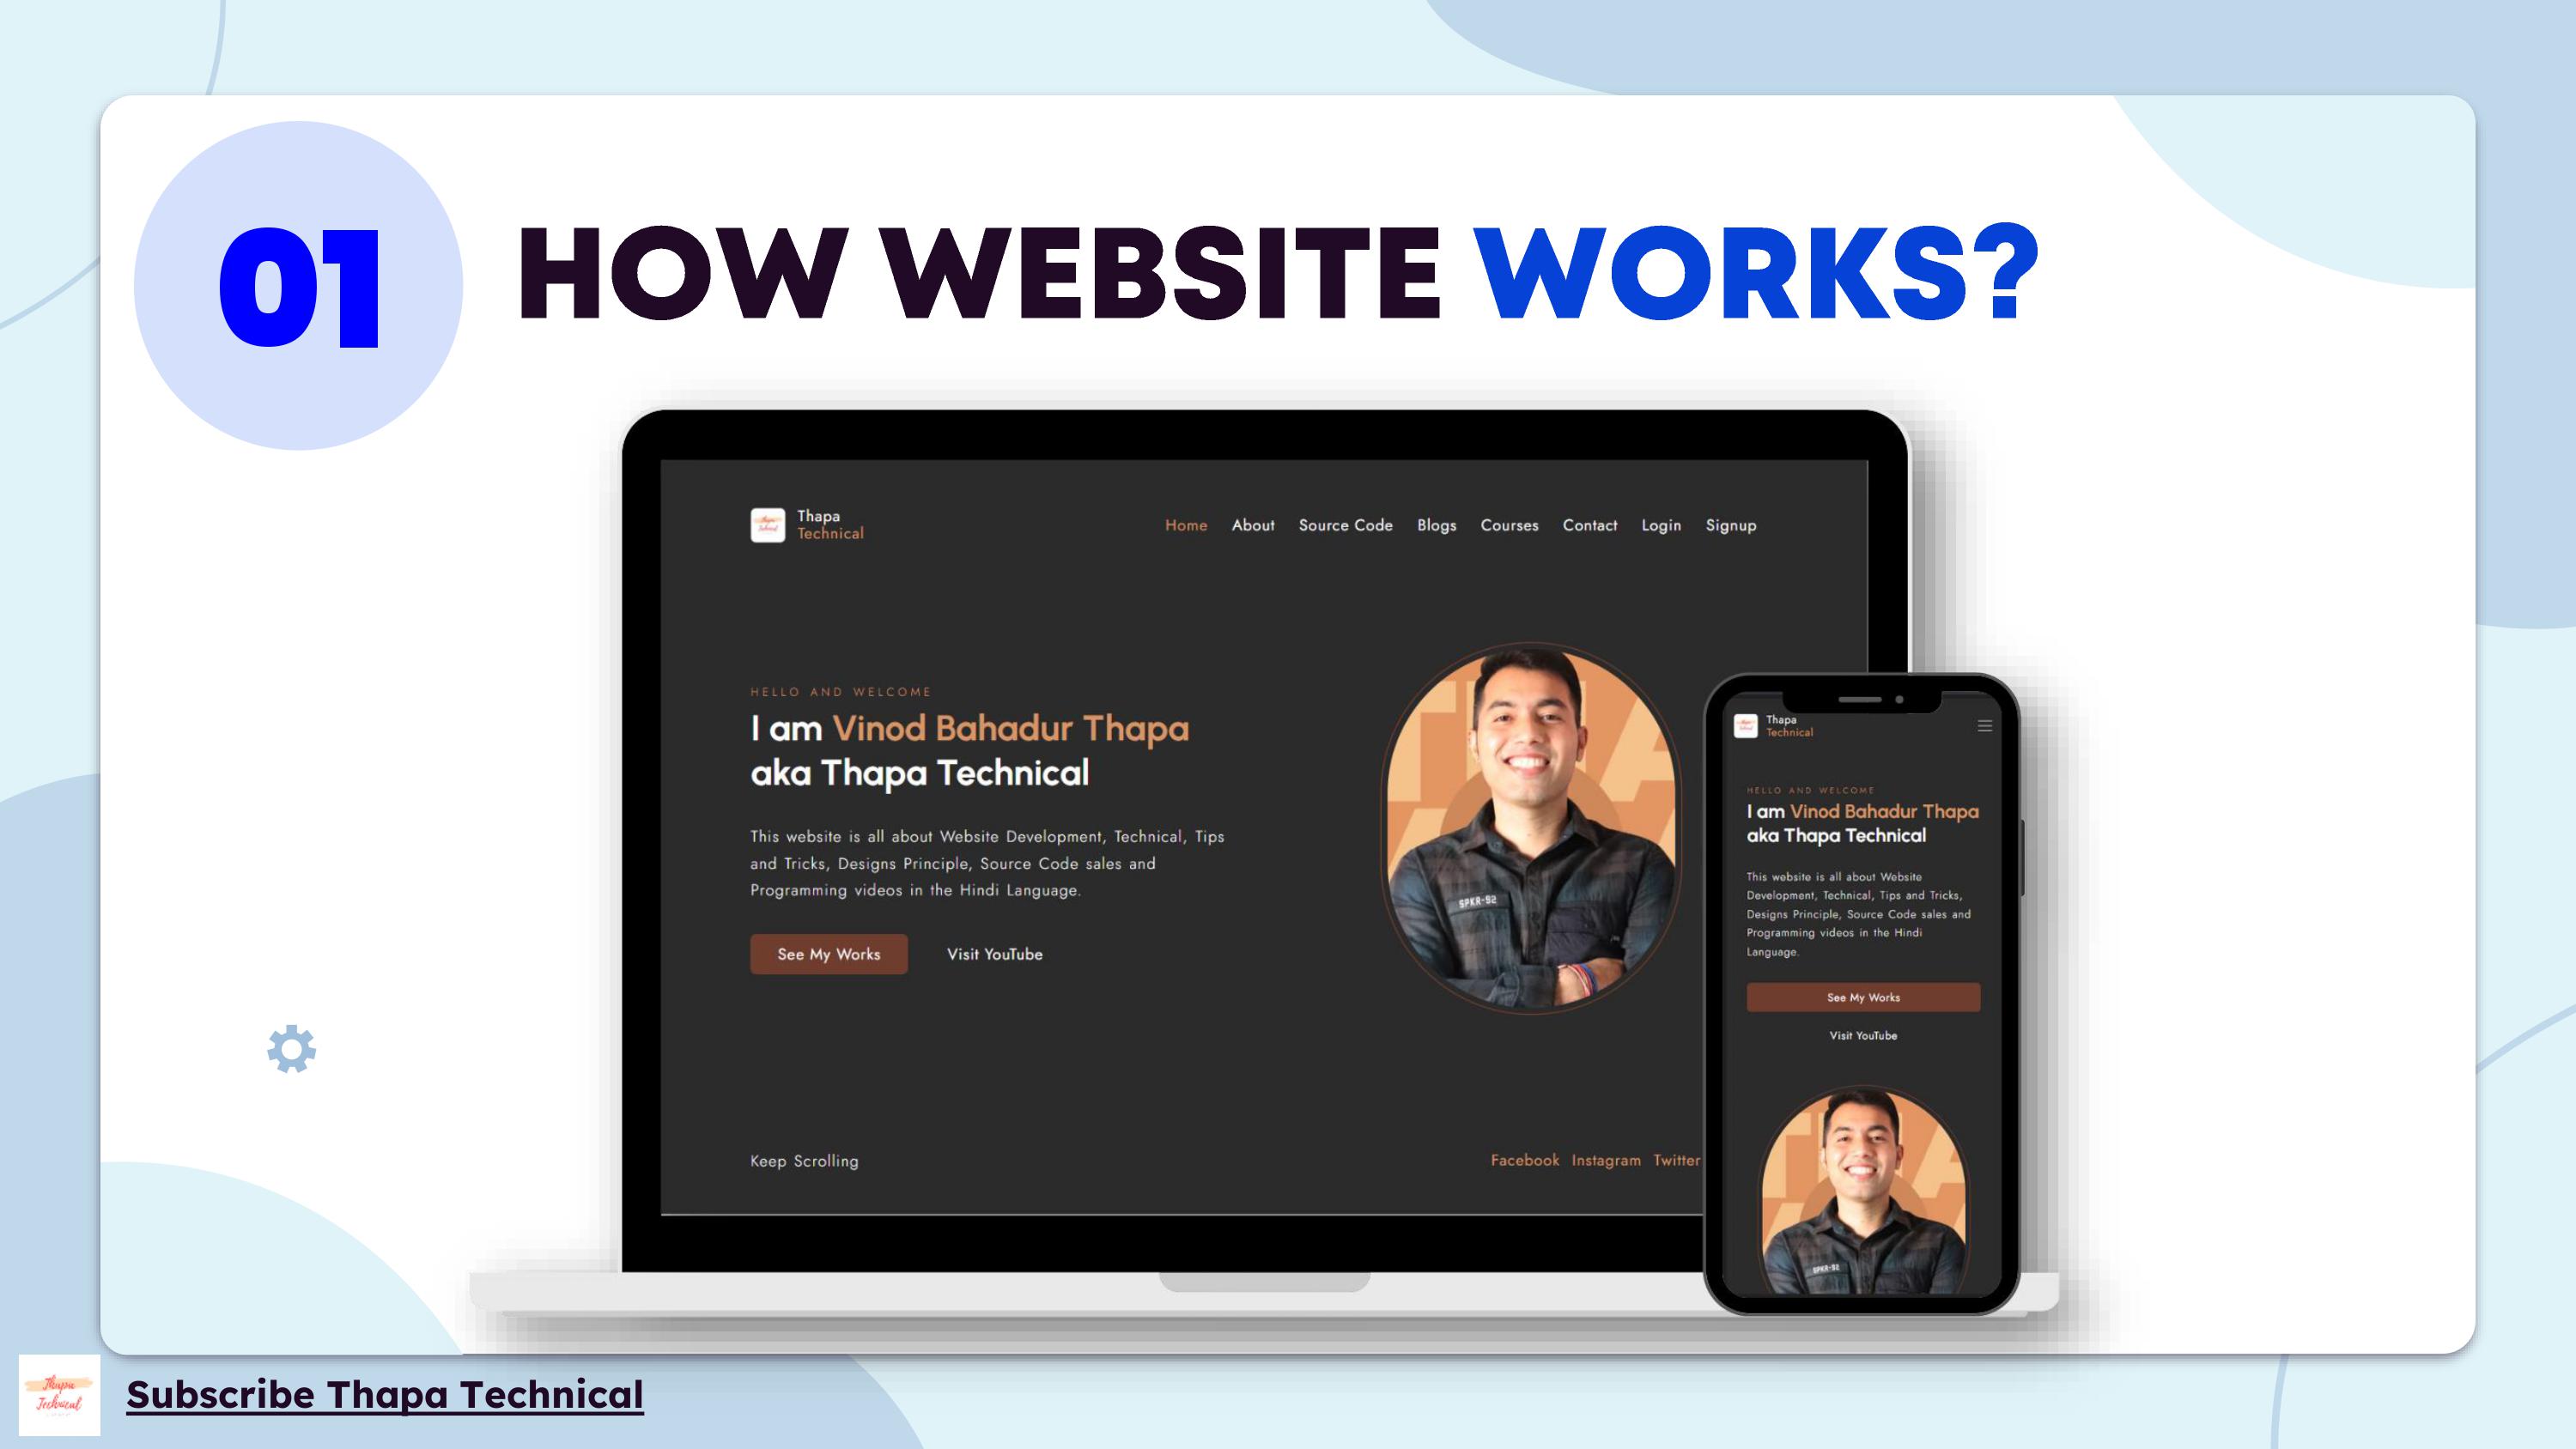 01
HOW WEBSITE WORKS?
Thapa
Technical
Home About Source Code Blogs Courses Contact Login Signup
HELLO AND WELCOME
I am Vinod Bahadur Thapa
aka Thapa Technical
This website is all about Website Development, Technical, Tips
and Tricks, Designs Principle, Source Code sales and
Programming videos in the Hindi Language.
See My Works Visit YouTube
SPKR-92
Keep Scrolling
Facebook Instagram Twitter
Thapa
Technical
HELLO AND WELCOME
I am Vinod Bahadur Thapa
aka Thapa Technical
This website is all about Website
Development, Technical, Tips and Tricks,
Designs Principle, Source Code sales and
Programming videos in the Hindi
Language.
See My Works
Visit YouTube
SPKR-92
Thapa
Technical
Subscribe Thapa Technical